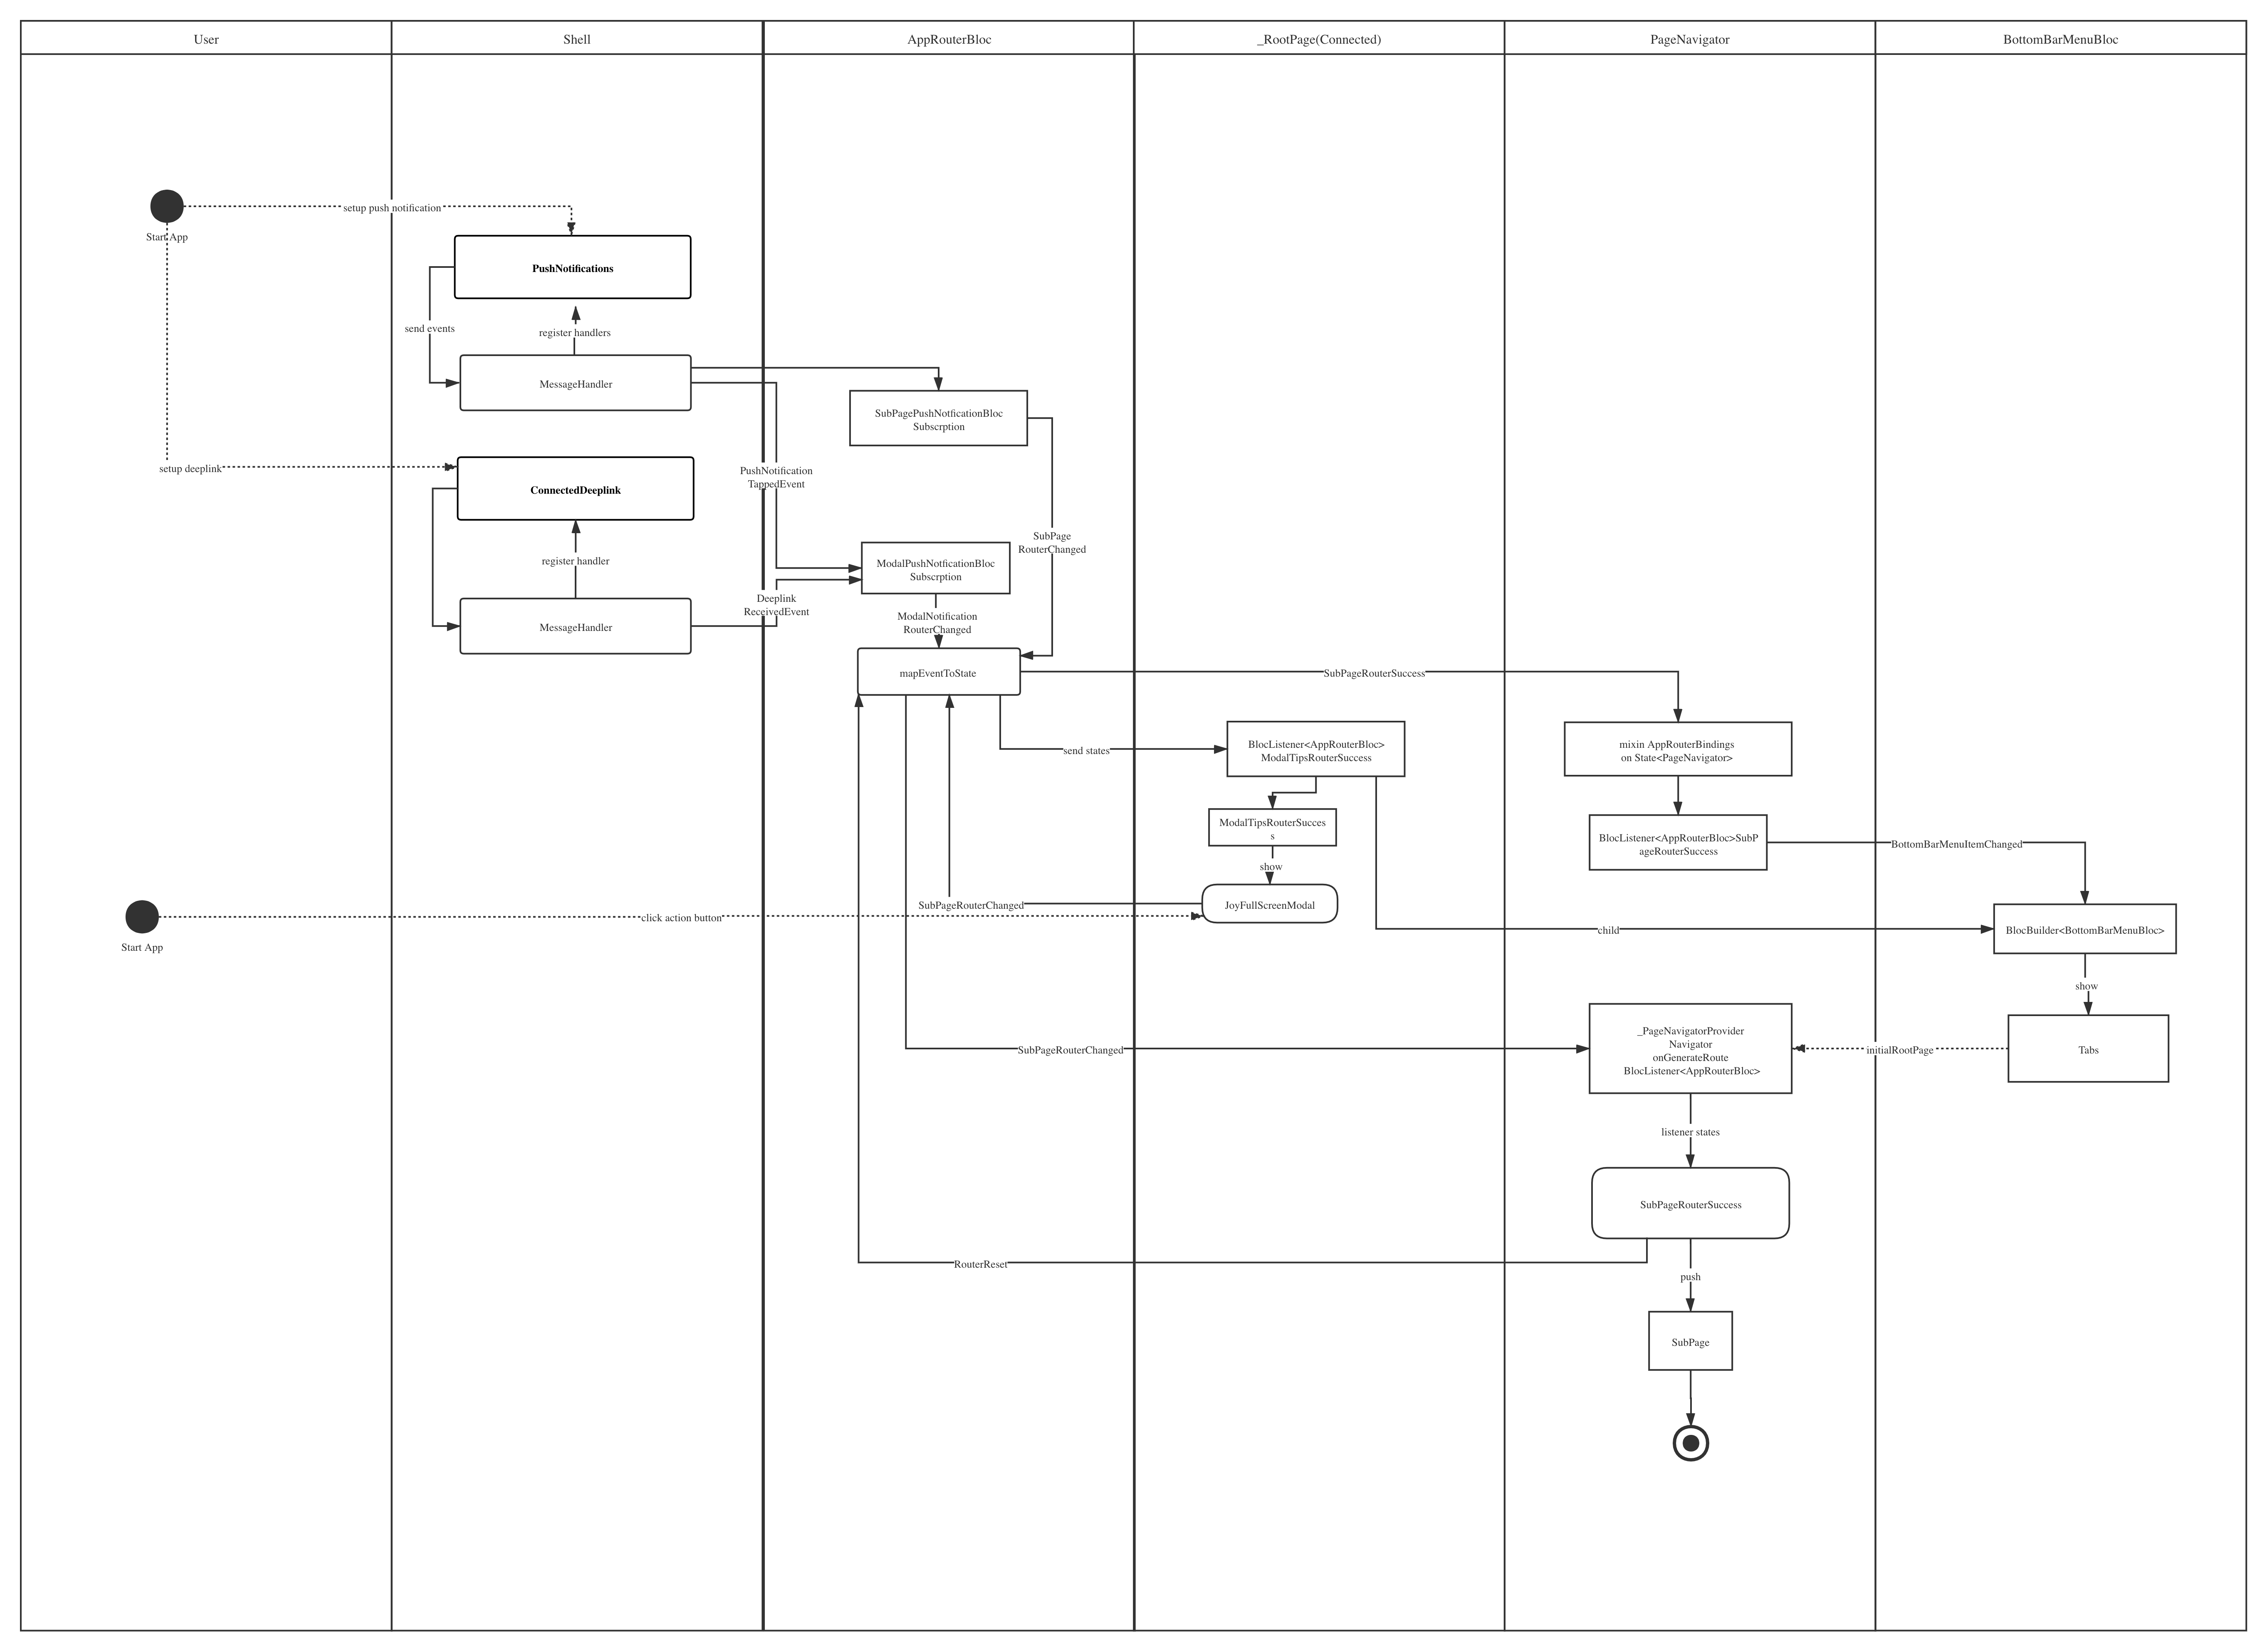 User
Shell
AppRouterBloc
_RootPage(Connected)
PageNavigator
BottomBarMenuBloc
setup push notification
Start App
PushNotifications
send events
register handlers
MessageHandler
SubPagePushNotficationBloc
Subscrption
setup deeplink
PushNotification
TappedEvent
ConnectedDeeplink
SubPage
RouterChanged
register handler
ModalPushNotficationBloc
Subscrption
Deeplink
ReceivedEvent
ModalNotification
RouterChanged
MessageHandler
mapEventToState
SubPageRouterSuccess
send states
BlocListener<AppRouterBloc>
ModalTipsRouterSuccess
mixin AppRouterBindings
on State<PageNavigator>
ModalTipsRouterSucces
s
BlocListener<AppRouterBloc>SubP
ageRouterSuccess
BottomBarMenuItemChanged
show
SubPageRouterChanged
JoyFullScreenModal
click action button
Start App
child
BlocBuilder<BottomBarMenuBloc>
show
SubPageRouterChanged
_PageNavigatorProvider
Navigator
onGenerateRoute
BlocListener<AppRouterBloc>
initialRootPage
Tabs
listener states
SubPageRouterSuccess
RouterReset
push
SubPage